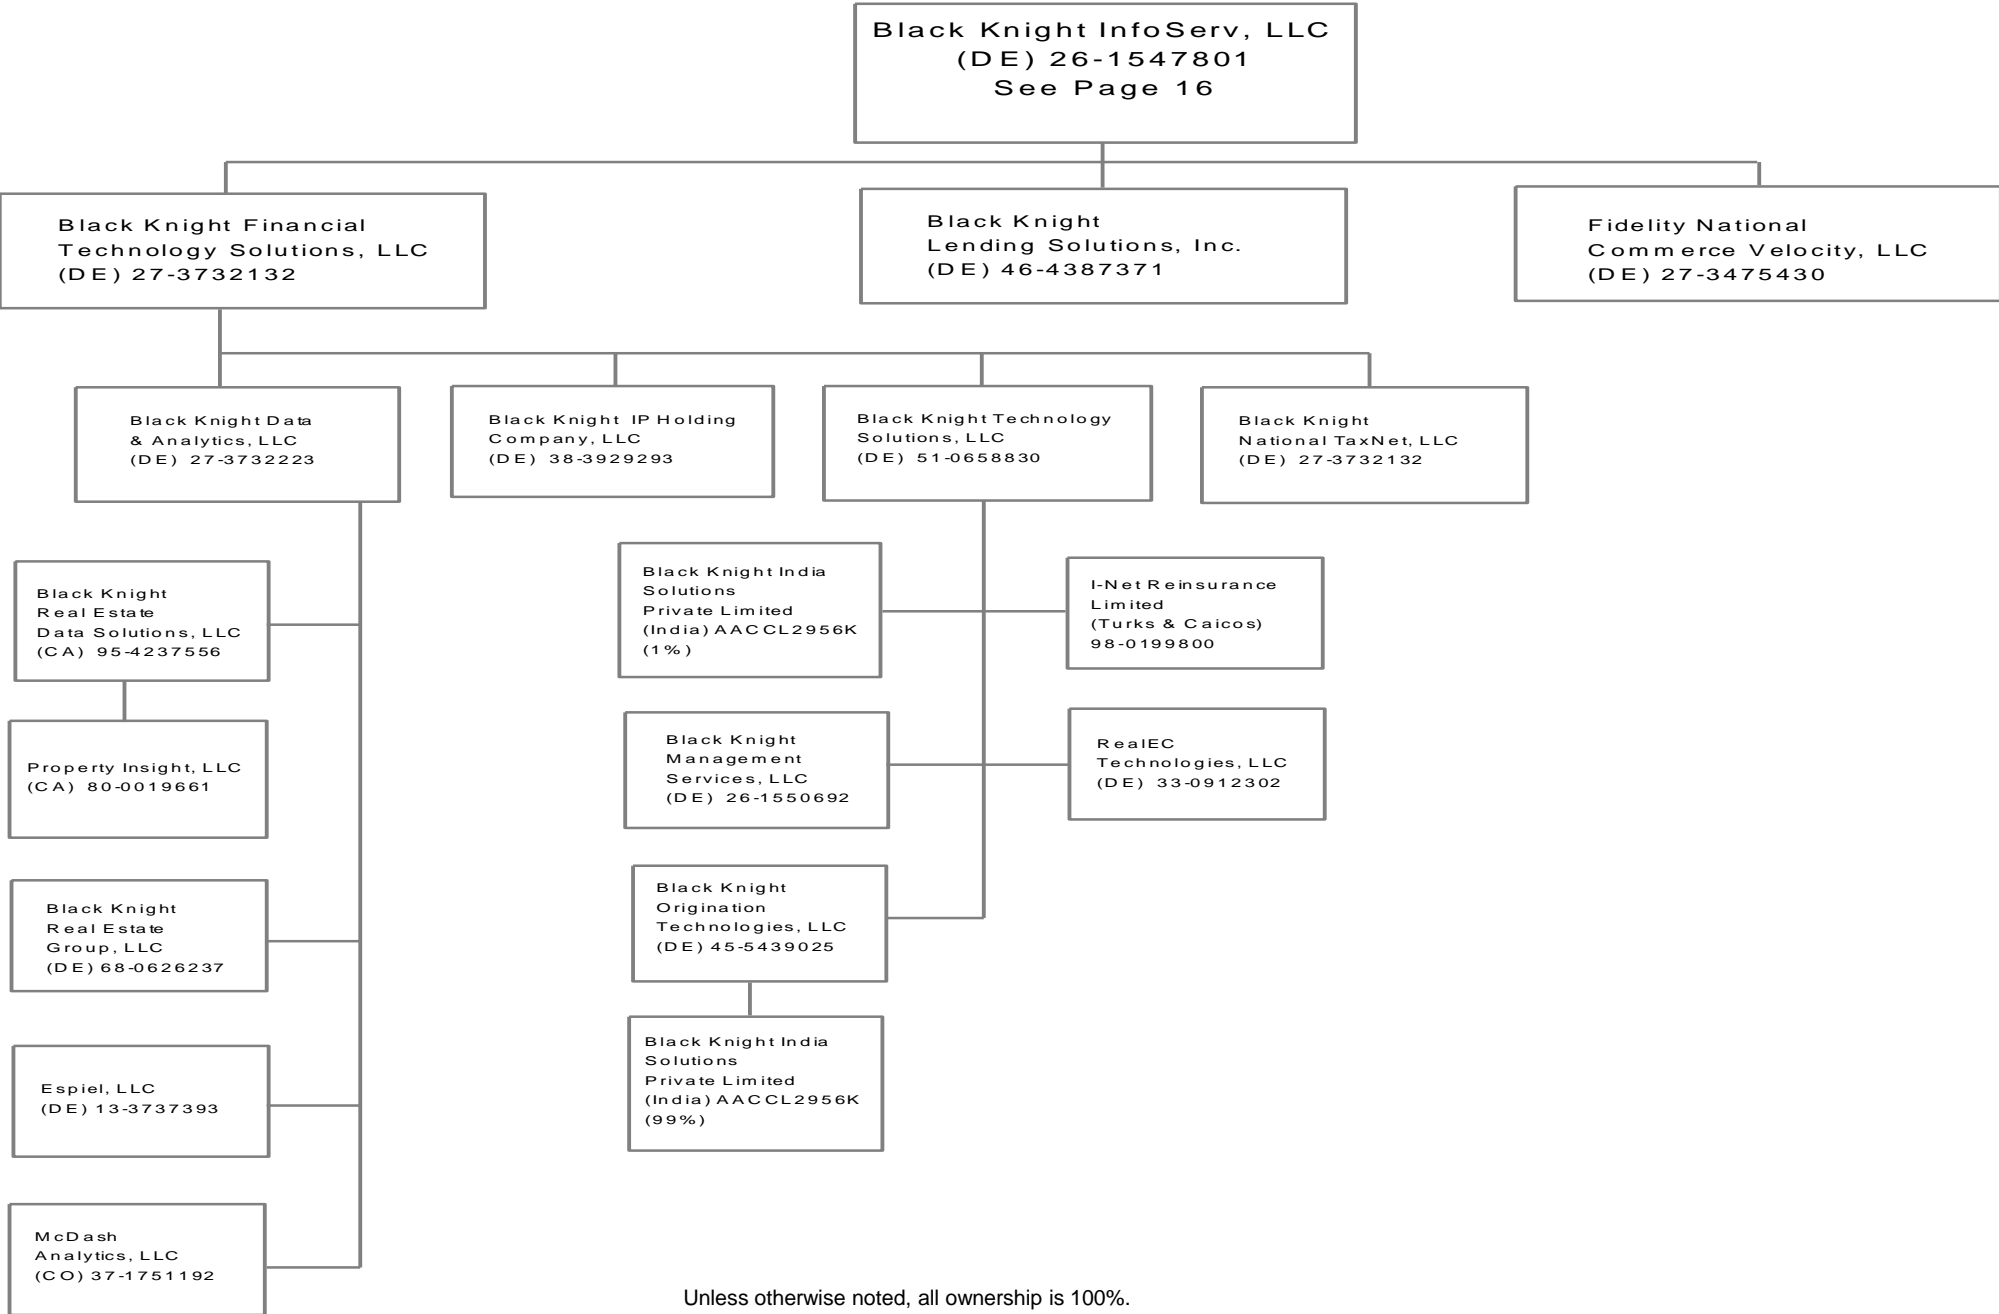 Black Knight InfoServ, LLC
(DE) 26-1547801
See Page 16
Black Knight Financial
Technology Solutions, LLC
(DE) 27-3732132
Black Knight
Lending Solutions, Inc.
(DE) 46-4387371
Fidelity National
Commerce Velocity, LLC
(DE) 27-3475430
Black Knight Data
& Analytics, LLC
(DE) 27-3732223
Black Knight IP Holding
Company, LLC
(DE) 38-3929293
Black Knight Technology
Solutions, LLC
(DE) 51-0658830
Black Knight
National TaxNet, LLC
(DE) 27-3732132
Black Knight
Real Estate
Data Solutions, LLC
(CA) 95-4237556
Property Insight, LLC
(CA) 80-0019661
Black Knight
Real Estate
Group, LLC
(DE) 68-0626237
Espiel, LLC
(DE) 13-3737393
McDash
Analytics, LLC
(CO) 37-1751192
Black Knight India
Solutions
Private Limited
(India) AACCL2956K
(1%)
I-Net Reinsurance
Limited
(Turks & Caicos)
98-0199800
Black Knight
Management
Services, LLC
(DE) 26-1550692
RealEC
Technologies, LLC
(DE) 33-0912302
Black Knight
Origination
Technologies, LLC
(DE) 45-5439025
Black Knight India
Solutions
Private Limited
(India) AACCL2956K
(99%)
Unless otherwise noted, all ownership is 100%.